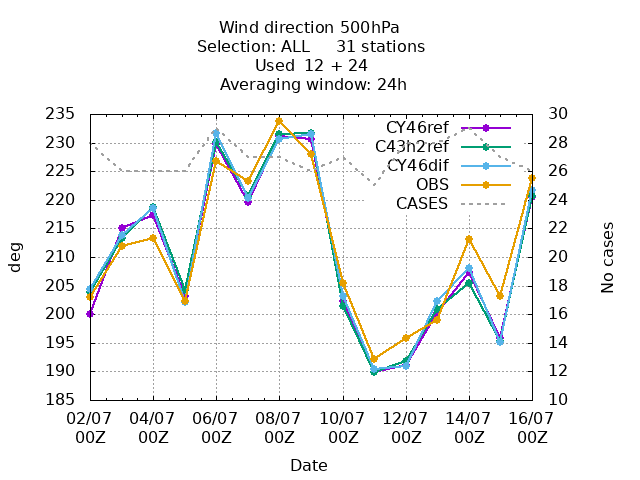 Wind direction 500hPa
Selection: ALL 31 stations
Used 12 + 24
Averaging window: 24h
235 30
CY46ref
230 28
C43h2ref
225 CY46dif 26
OBS
220 24
CASES
215 22
210 20
205 18
200 16
195 14
190 12
185 10
deg
No cases
02/07 04/07 06/07 08/07 10/07 12/07 14/07 16/07
00Z 00Z 00Z 00Z 00Z 00Z 00Z 00Z
Date